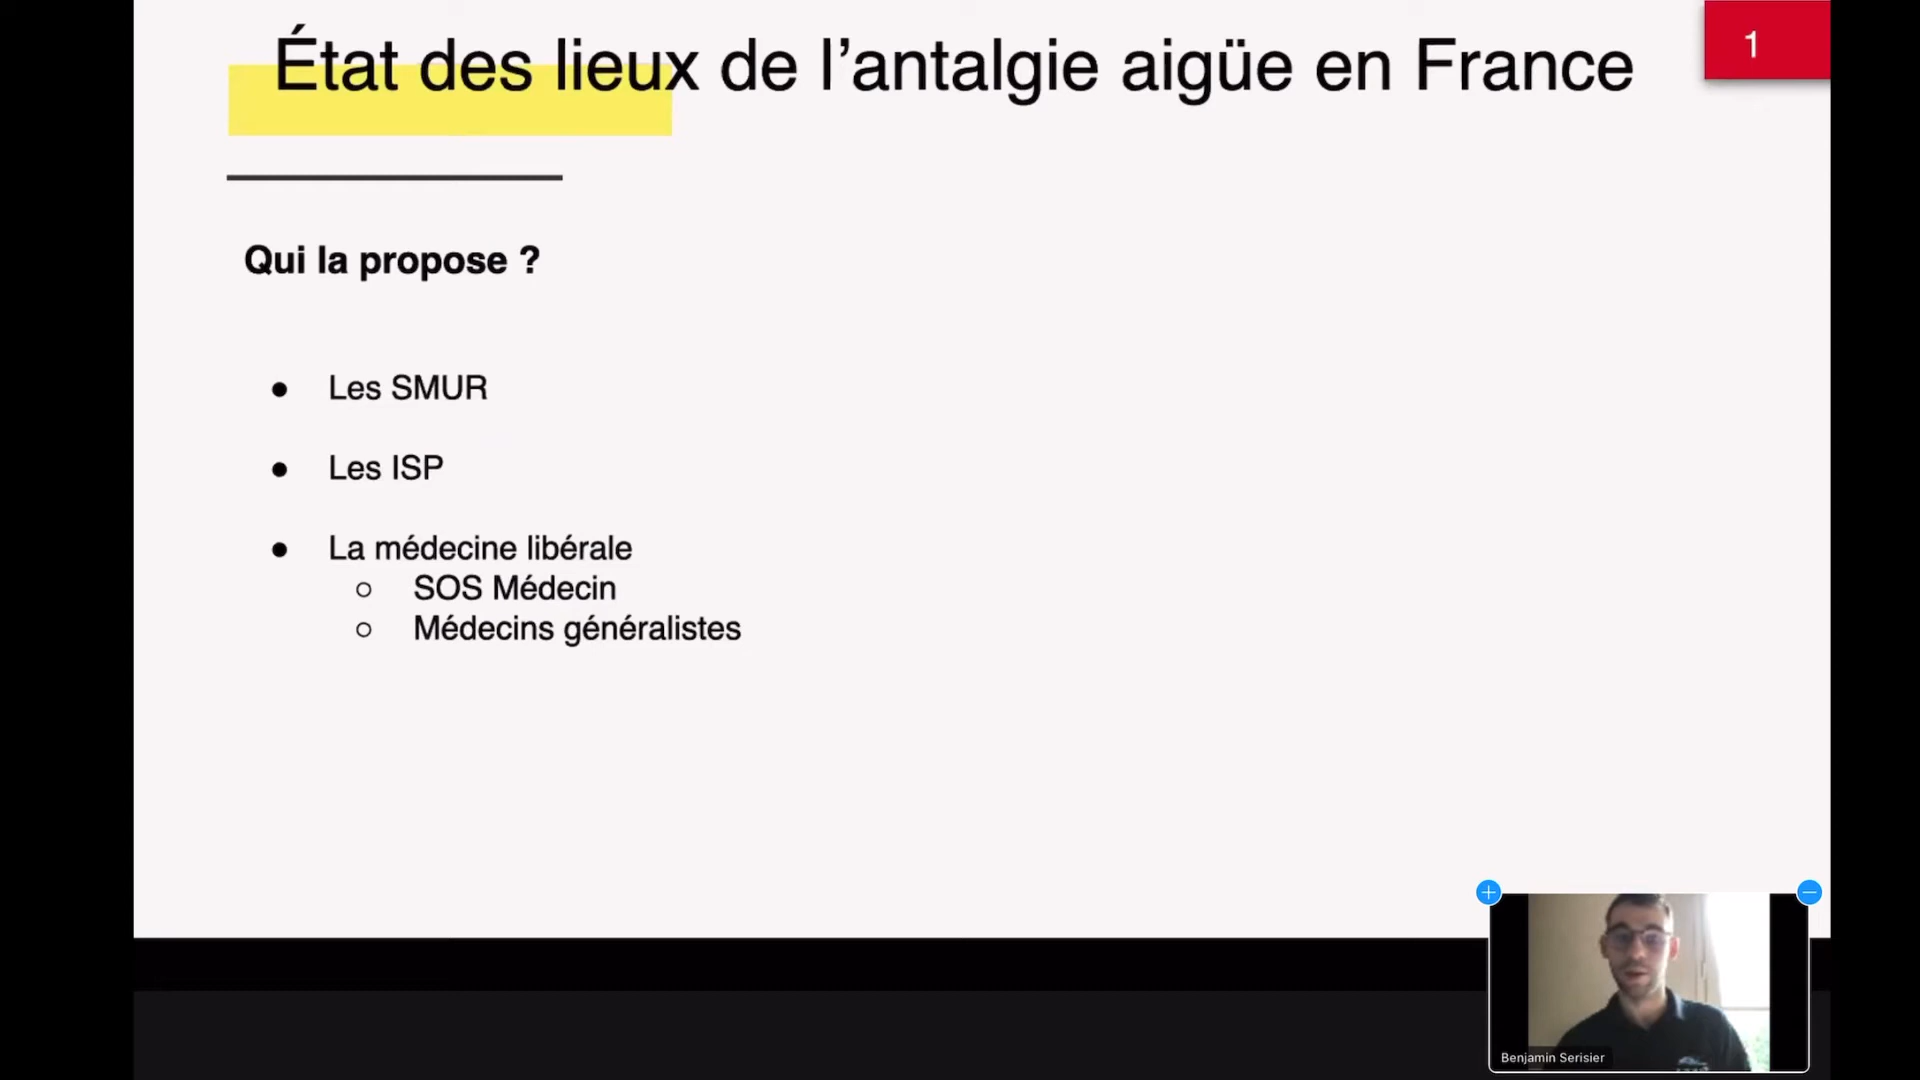 État des lieux de l’antalgie aigüe en France
1
Qui la propose ?
● Les SMUR
● Les ISP
● La médecine libérale
○ SOS Médecin
○ Médecins généralistes
Benjamin Serisier